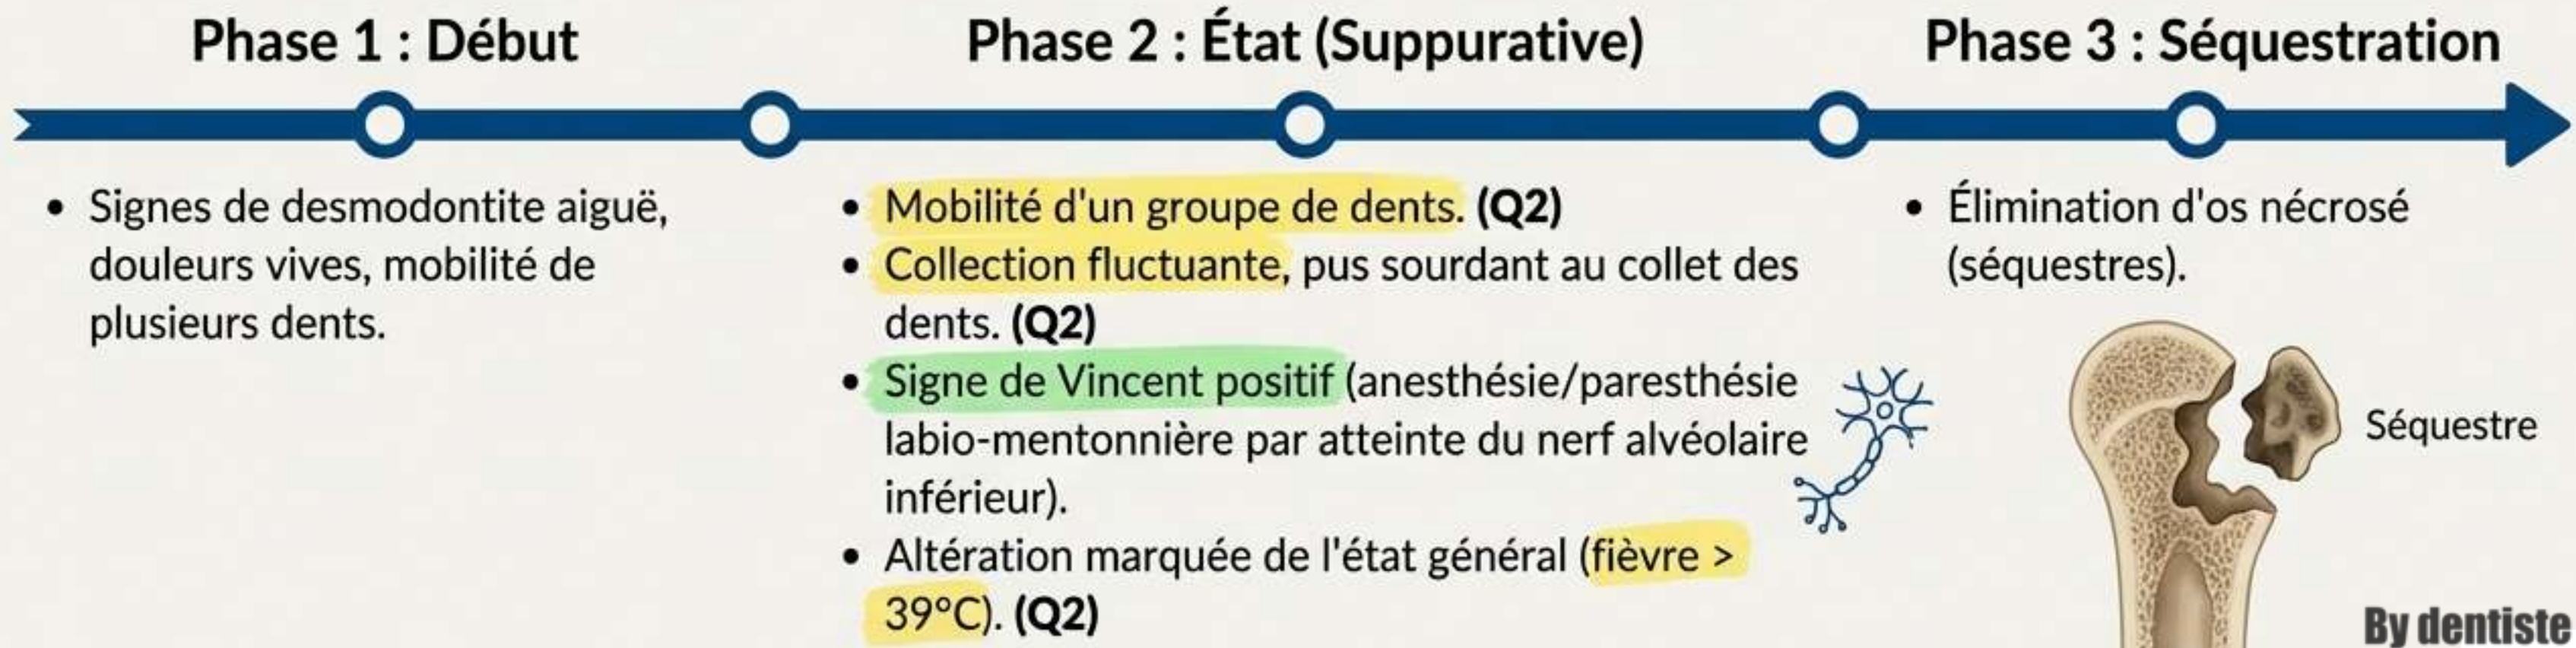 Phase 1 : Début
• Signes de desmodontite aiguë,
douleurs vives, mobilité de
plusieurs dents.
Phase 2 : État (Suppurative)
• Mobilité d'un groupe de dents. (Q2)
• Collection fluctuante, pus sourdant au collet des
dents. (Q2)
• Signe de Vincent positif (anesthésie/paresthésie
labio-mentonnière par atteinte du nerf alvéolaire
inférieur).
• Altération marquée de l'état général (fièvre >
39°C). (Q2)
Phase 3 : Séquestration
• Élimination d'os nécrosé
(séquestres).
Séquestre
By dentiste